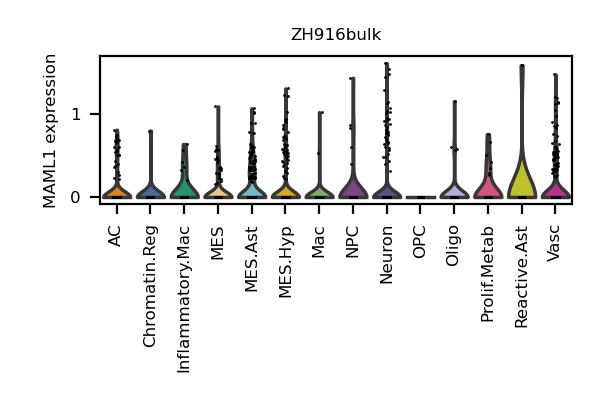 ZH916bulk
MAML1 expression
1
0
AC
Chromatin.Reg
Inflammatory.Mac
MES
MES.Ast
MES.Hyp
Mac
NPC
Neuron
OPC
Oligo
Prolif.Metab
Reactive.Ast
Vasc